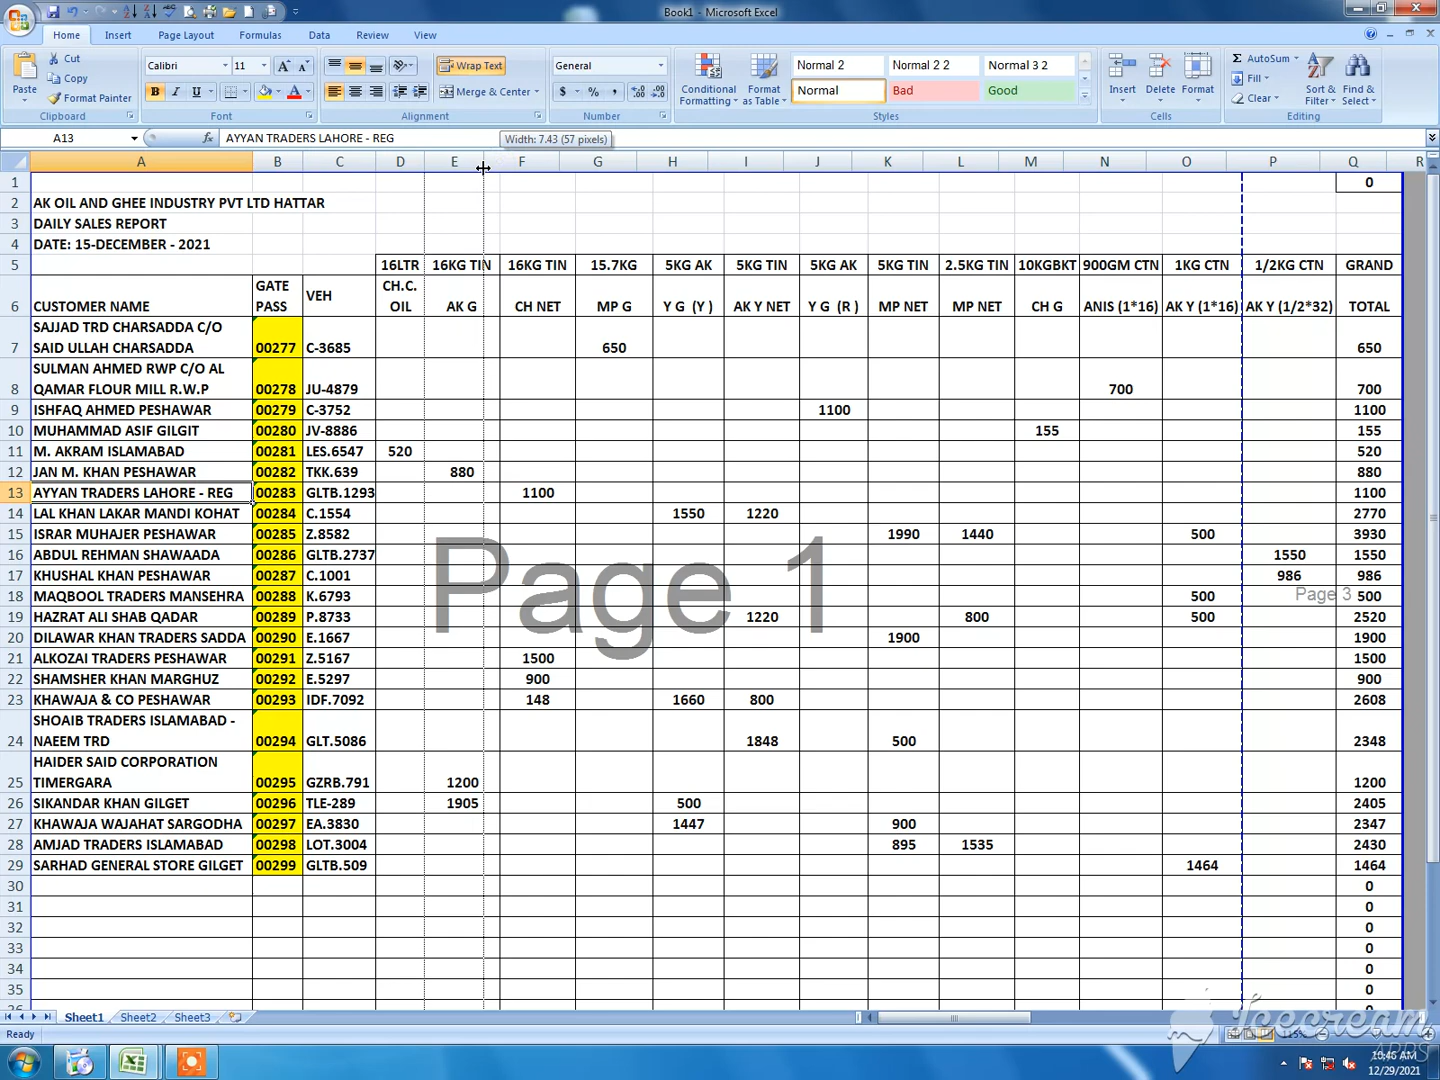 Book1 - Microsoft Excel
Home Insert Page Layout Formulas Data Review View
Paste Cut Copy Format Painter Clipboard
Calibri 11 B I U Font
Wrap Text Merge & Center Alignment
General $ % , Number
Conditional Formatting Format as Table
Normal 2 Normal 2 2 Normal 3 2
Normal Bad Good Styles
Insert Delete Format Cells
Σ AutoSum Fill Clear Sort & Filter Find & Select Editing
A13 fx AYYAN TRADERS LAHORE - REG
Width: 7.43 (57 pixels)
A B C D E F G H I J K L M N O P Q R
1 0
2 AK OIL AND GHEE INDUSTRY PVT LTD HATTAR
3 DAILY SALES REPORT
4 DATE: 15-DECEMBER - 2021
5 16LTR 16KG TIN 16KG TIN 15.7KG 5KG AK 5KG TIN 5KG AK 5KG TIN 2.5KG TIN 10KGBKT 900GM CTN 1KG CTN 1/2KG CTN GRAND
6 CUSTOMER NAME GATE PASS VEH CH.C. OIL AK G CH NET MP G Y G (Y ) AK Y NET Y G (R ) MP NET MP NET CH G ANIS (1*16) AK Y (1*16) AK Y (1/2*32) TOTAL
7 SAJJAD TRD CHARSADDA C/O SAID ULLAH CHARSADDA 00277 C-3685 650 650
8 SULMAN AHMED RWP C/O AL QAMAR FLOUR MILL R.W.P 00278 JU-4879 700 700
9 ISHFAQ AHMED PESHAWAR 00279 C-3752 1100 1100
10 MUHAMMAD ASIF GILGIT 00280 JV-8886 155 155
11 M. AKRAM ISLAMABAD 00281 LES.6547 520 520
12 JAN M. KHAN PESHAWAR 00282 TKK.639 880 880
13 AYYAN TRADERS LAHORE - REG 00283 GLTB.1293 1100 1100
14 LAL KHAN LAKAR MANDI KOHAT 00284 C.1554 1550 1220 2770
15 ISRAR MUHAJER PESHAWAR 00285 Z.8582 1990 1440 500 3930
16 ABDUL REHMAN SHAWAADA 00286 GLTB.2737 1550 1550
17 KHUSHAL KHAN PESHAWAR 00287 C.1001 986 986
18 MAQBOOL TRADERS MANSEHRA 00288 K.6793 500 500
Page 1
Page 3
19 HAZRAT ALI SHAB QADAR 00289 P.8733 1220 800 500 2520
20 DILAWAR KHAN TRADERS SADDA 00290 E.1667 1900 1900
21 ALKOZAI TRADERS PESHAWAR 00291 Z.5167 1500 1500
22 SHAMSHER KHAN MARGHUZ 00292 E.5297 900 900
23 KHAWAJA & CO PESHAWAR 00293 IDF.7092 148 1660 800 2608
24 SHOAIB TRADERS ISLAMABAD - NAEEM TRD 00294 GLT.5086 1848 500 2348
25 HAIDER SAID CORPORATION TIMERGARA 00295 GZRB.791 1200 1200
26 SIKANDAR KHAN GILGET 00296 TLE-289 1905 500 2405
27 KHAWAJA WAJAHAT SARGODHA 00297 EA.3830 1447 900 2347
28 AMJAD TRADERS ISLAMABAD 00298 LOT.3004 895 1535 2430
29 SARHAD GENERAL STORE GILGET 00299 GLTB.509 1464 1464
30 0
31 0
32 0
33 0
34 0
35 0
Sheet1 Sheet2 Sheet3
Ready 115%
Icecream
APPS
10:46 AM
12/29/2021